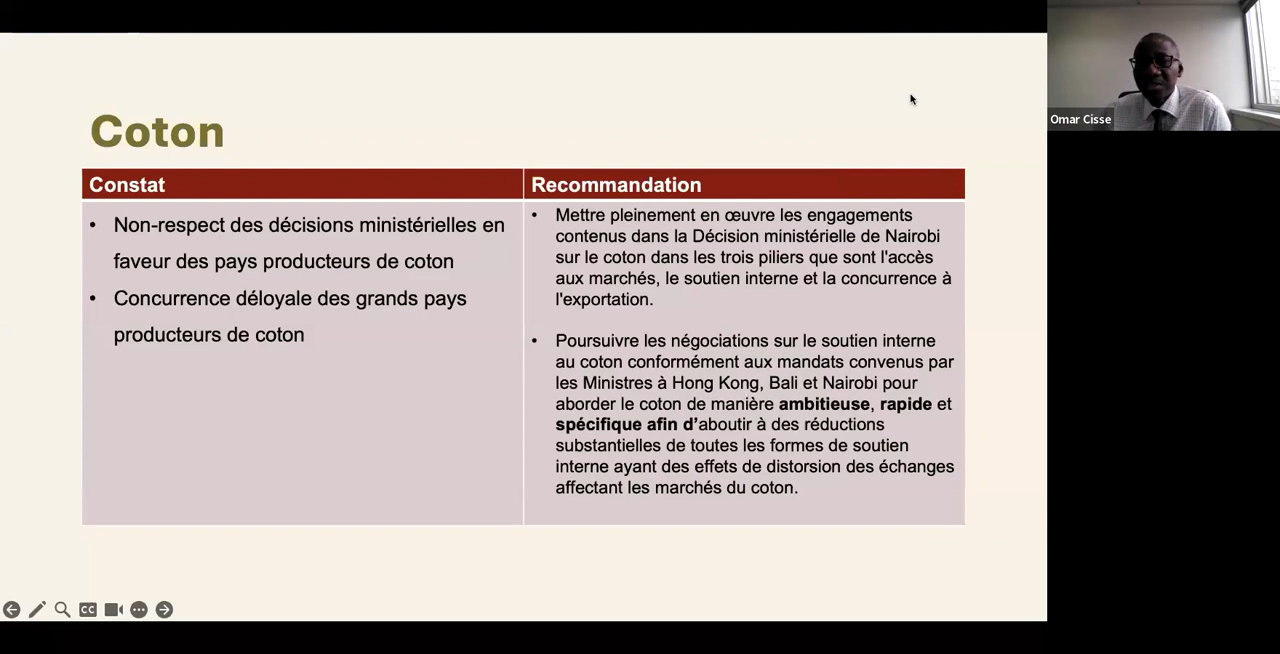 Coton
Constat
Non-respect des décisions ministérielles en
faveur des pays producteurs de coton
Concurrence déloyale des grands pays
producteurs de coton
Recommandation
Mettre pleinement en œuvre les engagements
contenus dans la Décision ministérielle de Nairobi
sur le coton dans les trois piliers que sont l'accès
aux marchés, le soutien interne et la concurrence à
l'exportation.
Poursuivre les négociations sur le soutien interne
au coton conformément aux mandats convenus par
les Ministres à Hong Kong, Bali et Nairobi pour
aborder le coton de manière ambitieuse, rapide et
spécifique afin d’aboutir à des réductions
substantielles de toutes les formes de soutien
interne ayant des effets de distorsion des échanges
affectant les marchés du coton.
CC
Omar Cisse